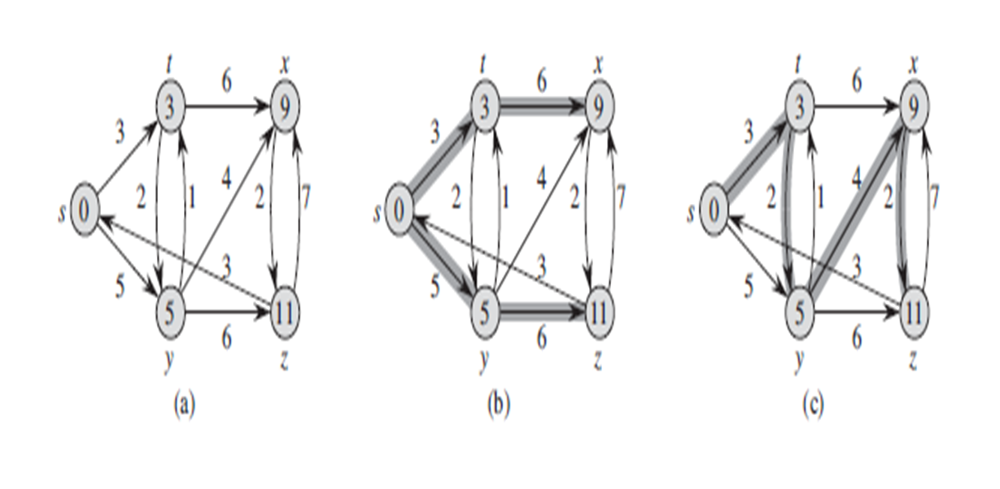 t x t x t x
6 6 6
3 9 3 9 3 9
3 3 3
4 4 4
s 0 2 1 2 7 s 0 2 1 2 7 s 0 2 1 2 7
3 3 3
5 5 5
5 11 5 11 5 11
6 6 6
y z y z y z
(a) (b) (c)